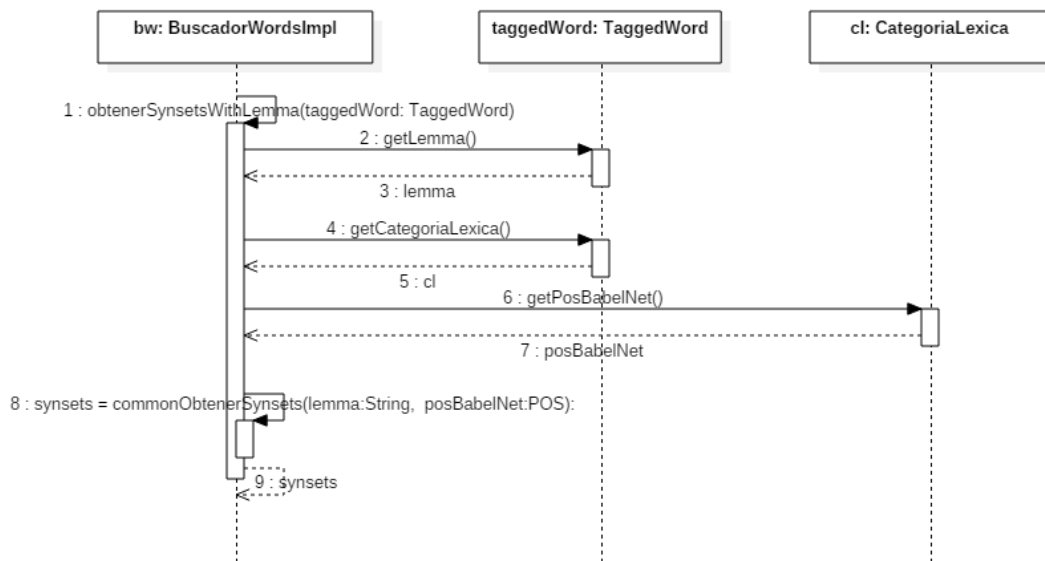 bw: BuscadorWordsImpl
taggedWord: TaggedWord
cl: CategoriaLexica
1 : obtenerSynsetsWithLemma(taggedWord: TaggedWord)
2 : getLemma()
3 : lemma
4 : getCategoriaLexica()
5 : cl
6 : getPosBabelNet()
7 : posBabelNet
8 : synsets = commonObtenerSynsets(lemma:String, posBabelNet:POS):
9 : synsets